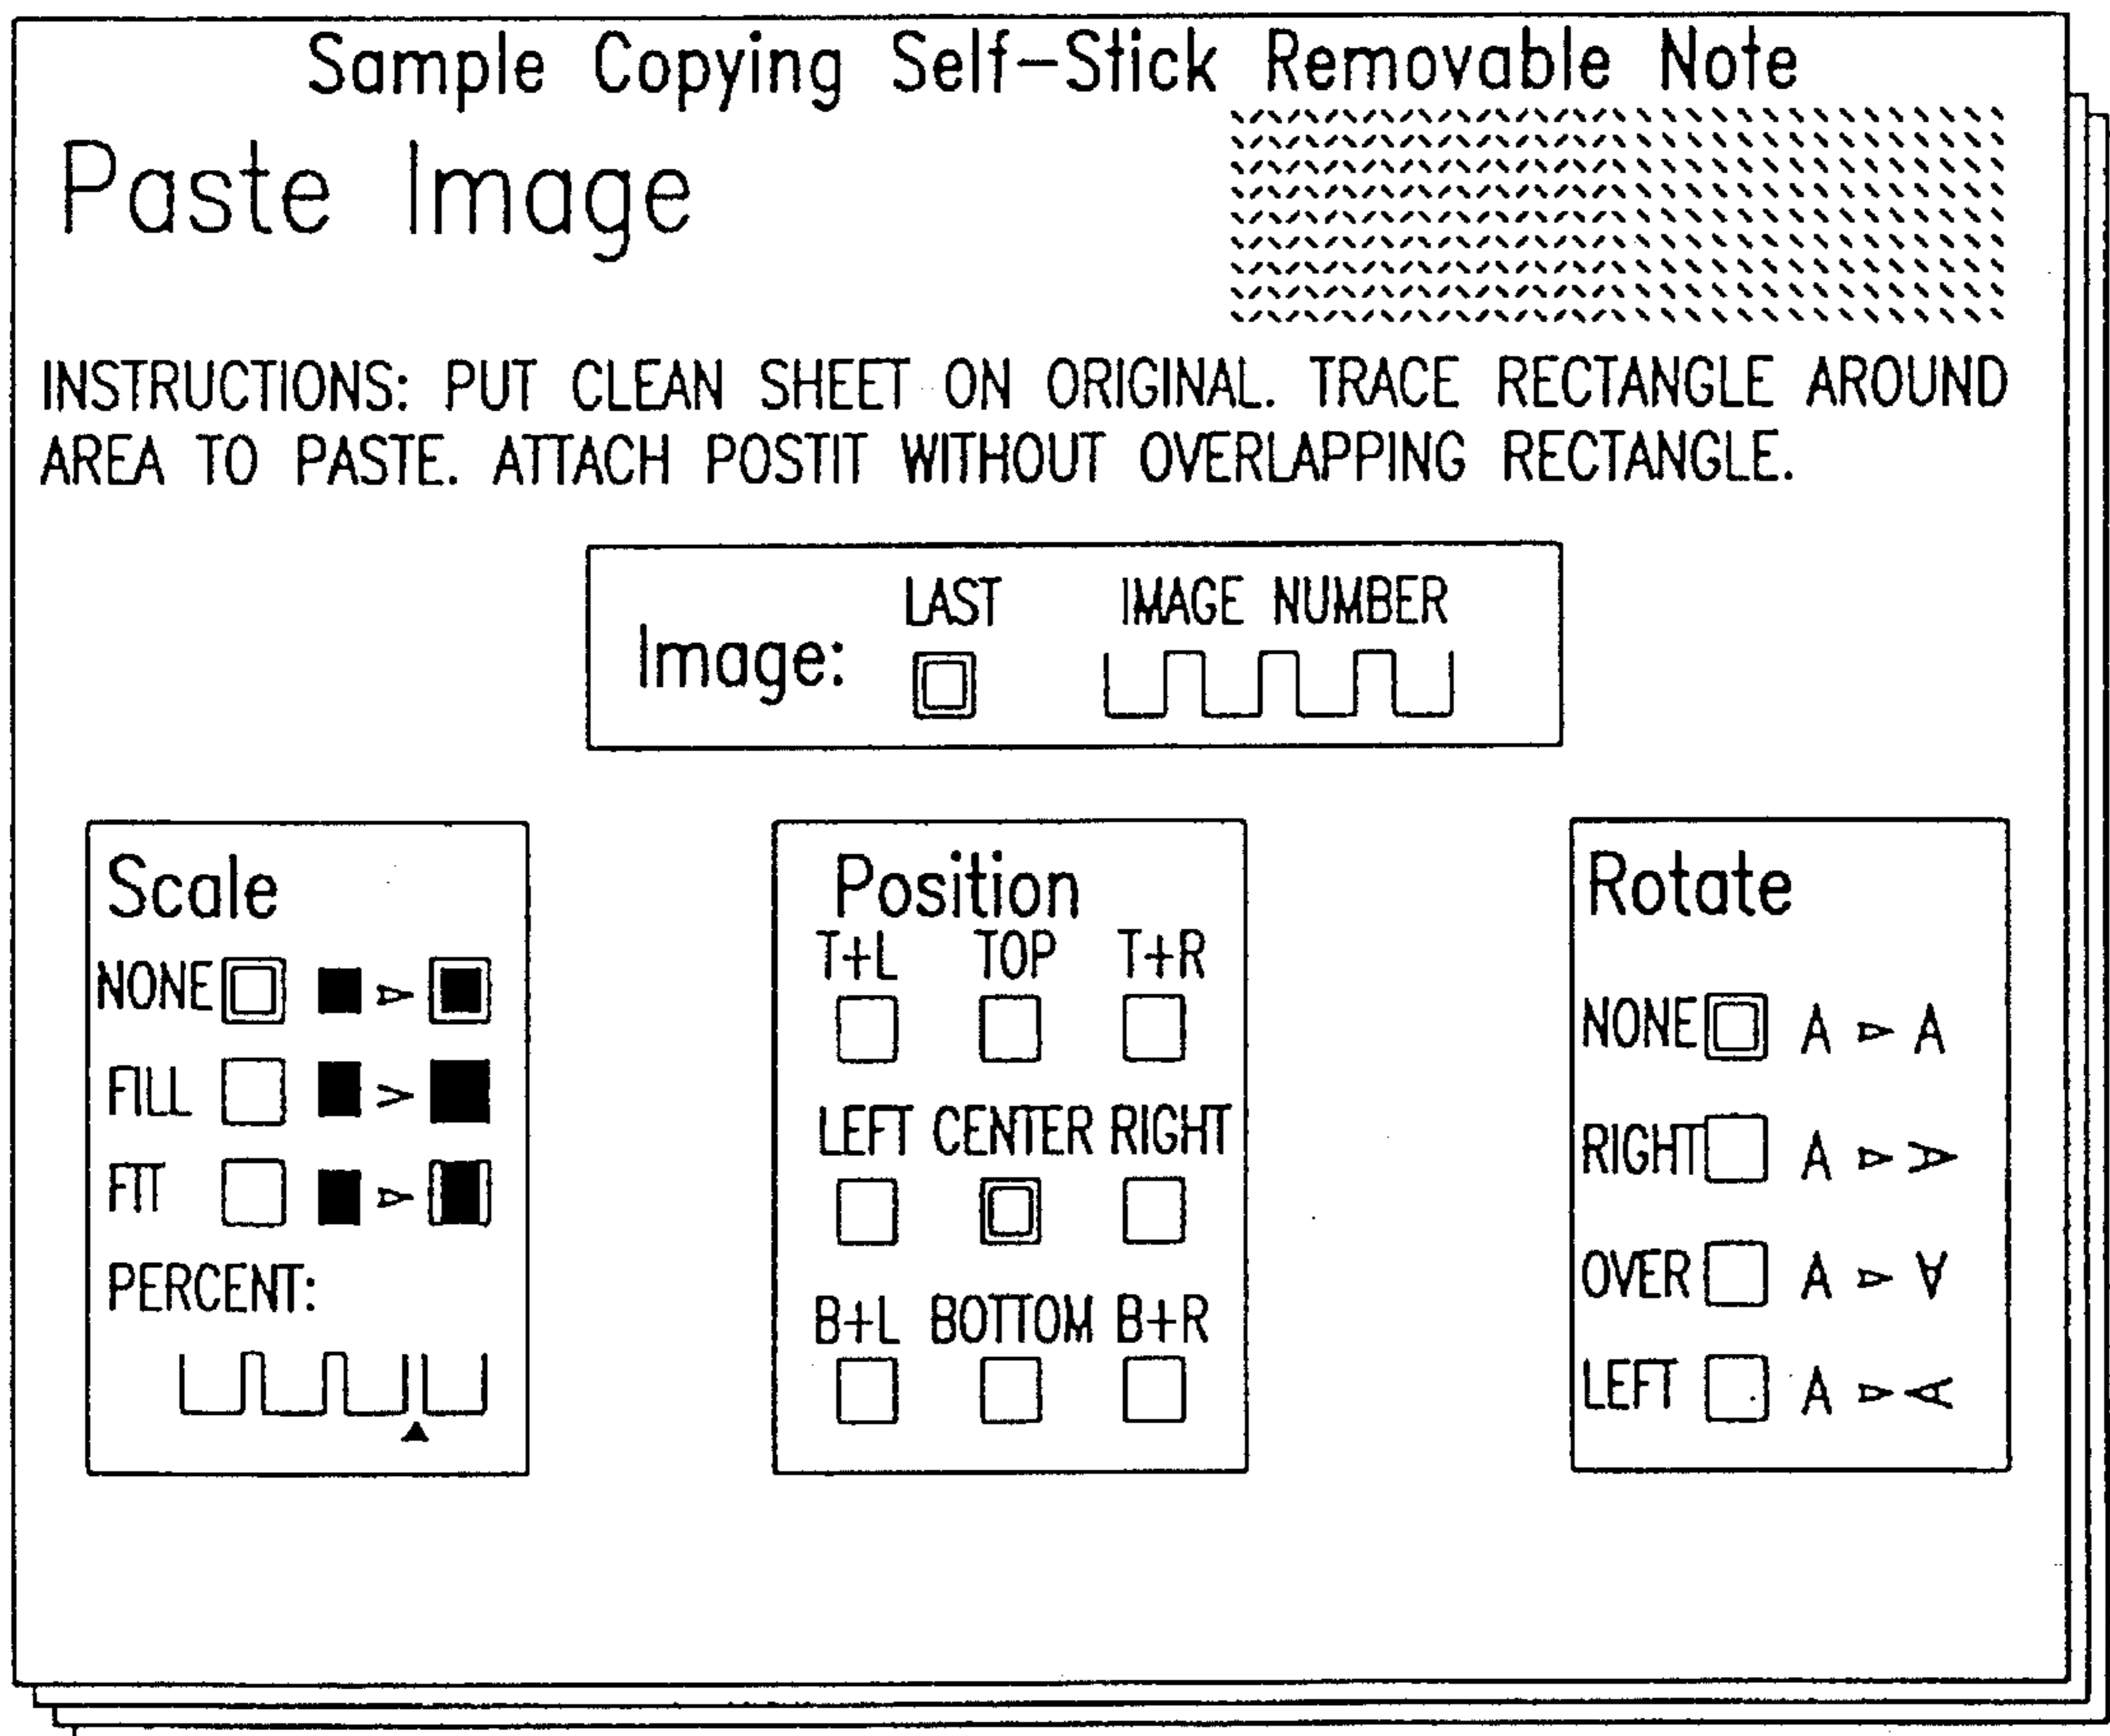 Sample Copying Self-Stick Removable Note
Paste Image
INSTRUCTIONS: PUT CLEAN SHEET ON ORIGINAL. TRACE RECTANGLE AROUND
AREA TO PASTE. ATTACH POSTIT WITHOUT OVERLAPPING RECTANGLE.
LAST IMAGE NUMBER
Image:
Scale
NONE
FILL
FIT
PERCENT:
Position
T+L TOP T+R
LEFT CENTER RIGHT
B+L BOTTOM B+R
Rotate
NONE A A
RIGHT A A
OVER A A
LEFT A A